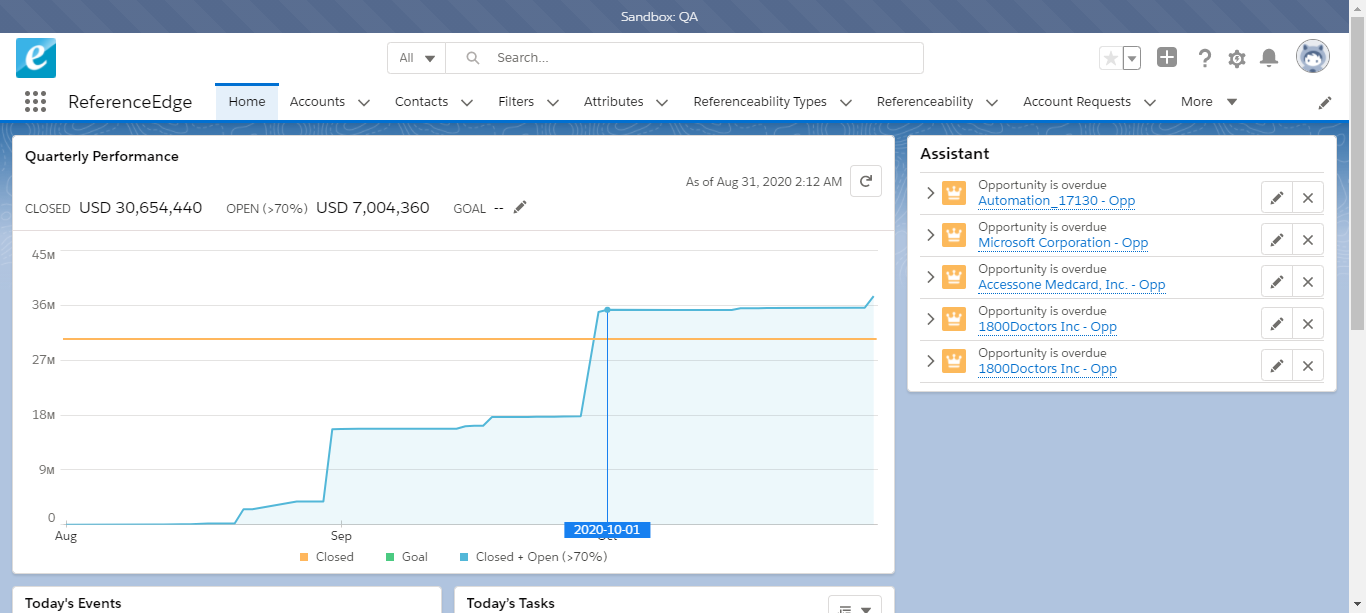 Sandbox: QA
e
All
Search...
ReferenceEdge
Home
Accounts
Contacts
Filters
Attributes
Referenceability Types
Referenceability
Account Requests
More
Quarterly Performance
As of Aug 31, 2020 2:12 AM
CLOSED USD 30,654,440 OPEN (>70%) USD 7,004,360 GOAL --
45M
36M
27M
18M
9M
0
Aug
Sep
2020-10-01
Closed
Goal
Closed + Open (>70%)
Assistant
Opportunity is overdue
Automation_17130 - Opp
Opportunity is overdue
Microsoft Corporation - Opp
Opportunity is overdue
Accessone Medcard, Inc. - Opp
Opportunity is overdue
1800Doctors Inc - Opp
Opportunity is overdue
1800Doctors Inc - Opp
Today's Events
Today's Tasks